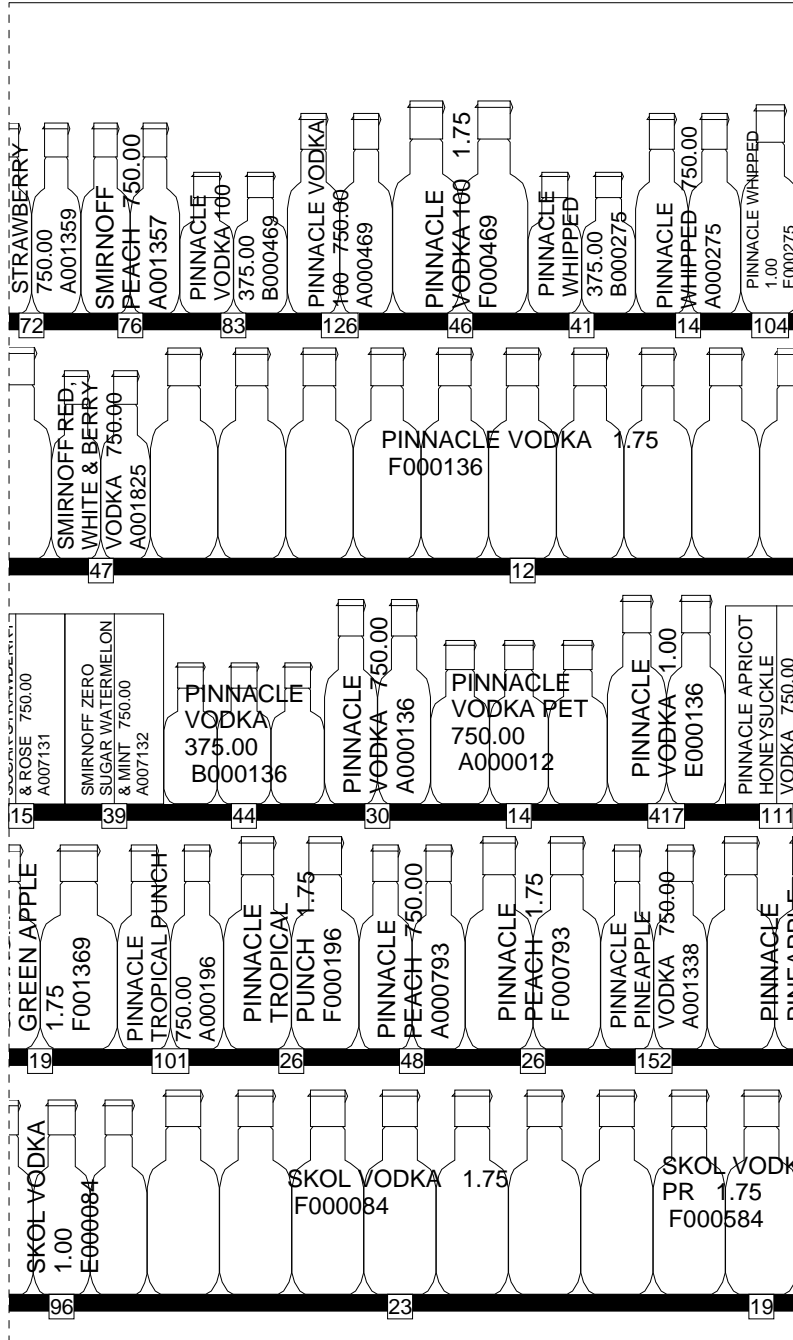 STRAWBERRY
750.00
A001359
SMIRNOFF
PEACH 750.00
A001357
PINNACLE
VODKA 100
375.00
B000469
PINNACLE VODKA
100 750.00
A000469
PINNACLE
VODKA 100 1.75
F000469
PINNACLE
WHIPPED
375.00
B000275
PINNACLE
WHIPPED 750.00
A000275
PINNACLE WHIPPED
1.00
E000275
72
76
83
126
46
41
14
104
SMIRNOFF RED,
WHITE & BERRY
VODKA 750.00
A001825
PINNACLE VODKA 1.75
F000136
47
12
& ROSE 750.00
A007131
SMIRNOFF ZERO
SUGAR WATERMELON
& MINT 750.00
A007132
PINNACLE
VODKA
375.00
B000136
PINNACLE
VODKA 750.00
A000136
PINNACLE
VODKA PET
750.00
A000012
PINNACLE
VODKA 1.00
E000136
PINNACLE APRICOT
HONEYSUCKLE
VODKA 750.00
15
39
44
30
14
417
111
GREEN APPLE
1.75
F001369
PINNACLE
TROPICAL PUNCH
750.00
A000196
PINNACLE
TROPICAL
PUNCH 1.75
F000196
PINNACLE
PEACH 750.00
A000793
PINNACLE
PEACH 1.75
F000793
PINNACLE
PINEAPPLE
VODKA 750.00
A001338
PINNACLE
PINEAPPLE
19
101
26
48
26
152
SKOL VODKA
1.00
E000084
SKOL VODKA 1.75
F000084
SKOL VODK
PR 1.75
F000584
96
23
19